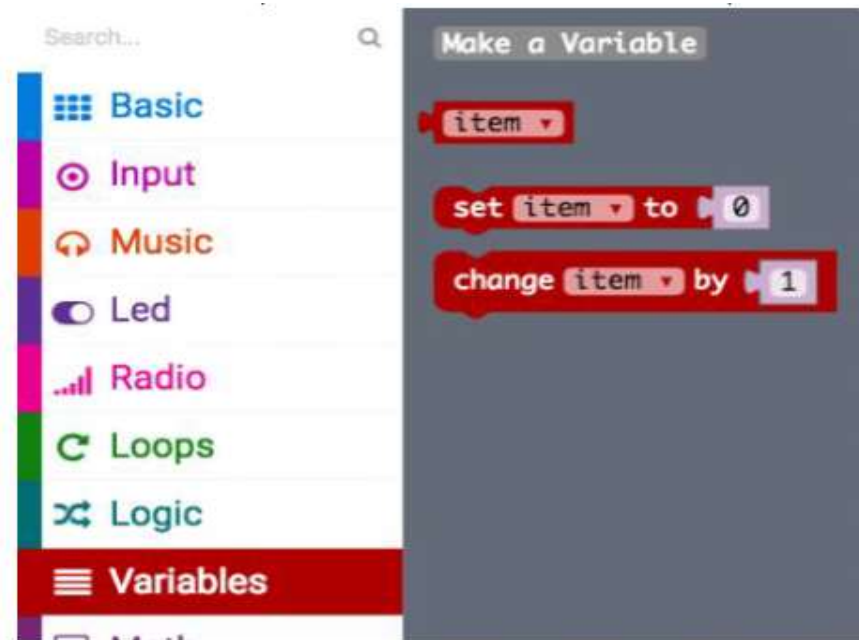 Search...
Make a Variable
Basic
item
Input
set item to 0
Music
change item by 1
Led
Radio
Loops
Logic
Variables